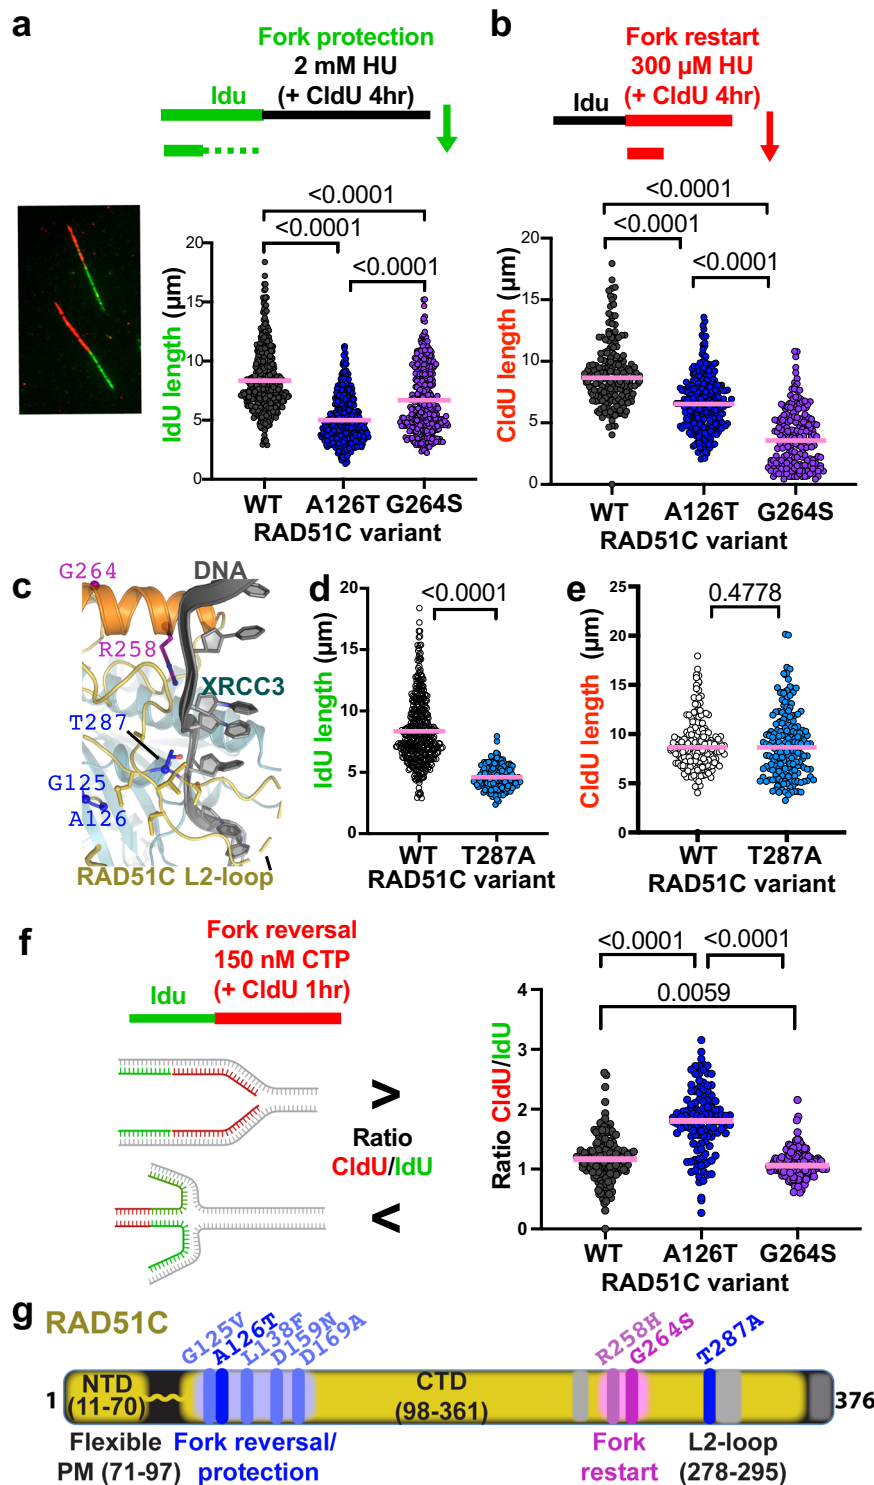 a
Fork protection
2 mM HU
Idu (+ CldU 4hr)
<0.0001
<0.0001
<0.0001
IdU length (μm)
20
15
10
5
0
WT A126T G264S
RAD51C variant
b
Fork restart
300 μM HU
Idu (+ CldU 4hr)
<0.0001
<0.0001
<0.0001
CldU length (μm)
20
15
10
5
0
WT A126T G264S
RAD51C variant
c
G264
DNA
R258
XRCC3
T287
G125
A126
RAD51C L2-loop
d
<0.0001
IdU length (μm)
20
15
10
5
0
WT T287A
RAD51C variant
e
0.4778
CldU length (μm)
25
20
15
10
5
0
WT T287A
RAD51C variant
f
Fork reversal
150 nM CTP
Idu (+ CldU 1hr)
>
Ratio
CldU/IdU
<
<0.0001 <0.0001
0.0059
Ratio CldU/IdU
4
3
2
1
0
WT A126T G264S
RAD51C variant
g
RAD51C
G125V
A126T
L138F
D159N
D169A
R258H
G264S
T287A
1
NTD
(11-70)
CTD
(98-361)
376
Flexible
PM (71-97)
Fork reversal/
protection
Fork
restart
L2-loop
(278-295)